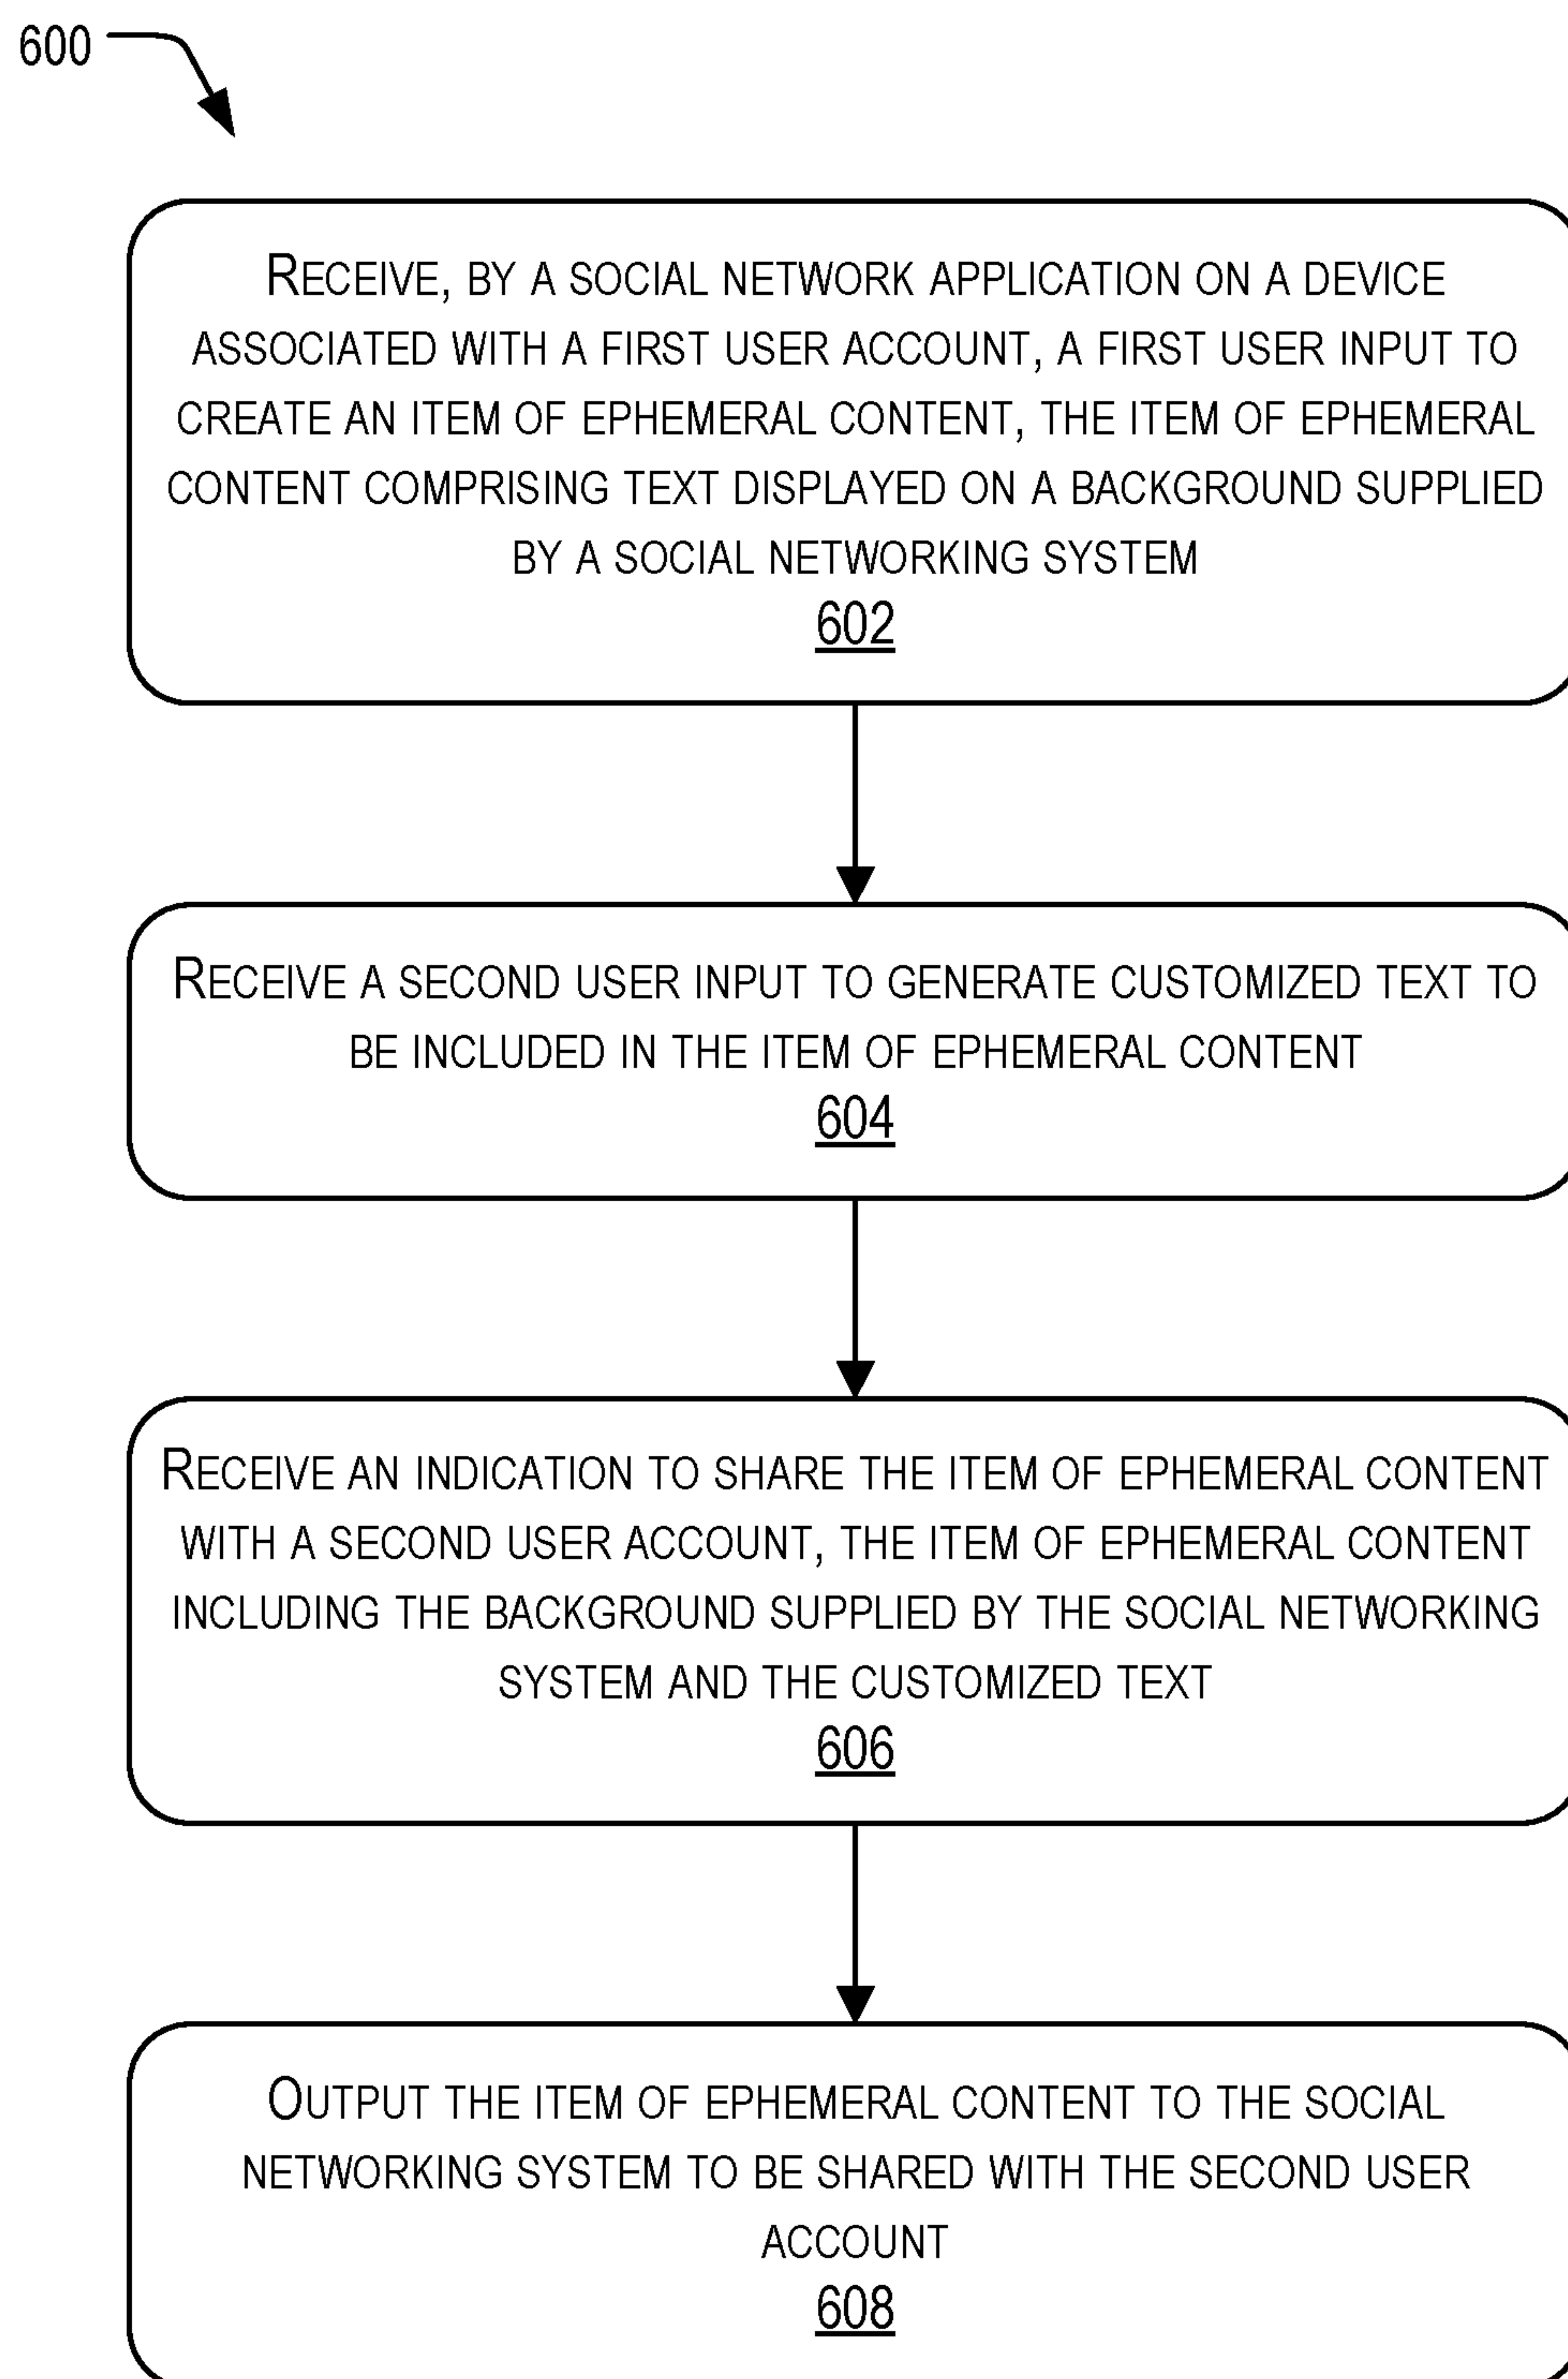 600
Receive, by a social network application on a device
associated with a first user account, a first user input to
create an item of ephemeral content, the item of ephemeral
content comprising text displayed on a background supplied
by a social networking system
602
Receive a second user input to generate customized text to
be included in the item of ephemeral content
604
Receive an indication to share the item of ephemeral content
with a second user account, the item of ephemeral content
including the background supplied by the social networking
system and the customized text
606
Output the item of ephemeral content to the social
networking system to be shared with the second user
account
608